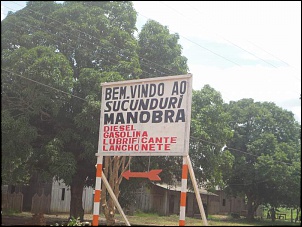 BEM.VINDO AO
SUCUNDURI
MANOBRA
DIESEL
GASOLINA
LUBRIFICANTE
LANCHONETE